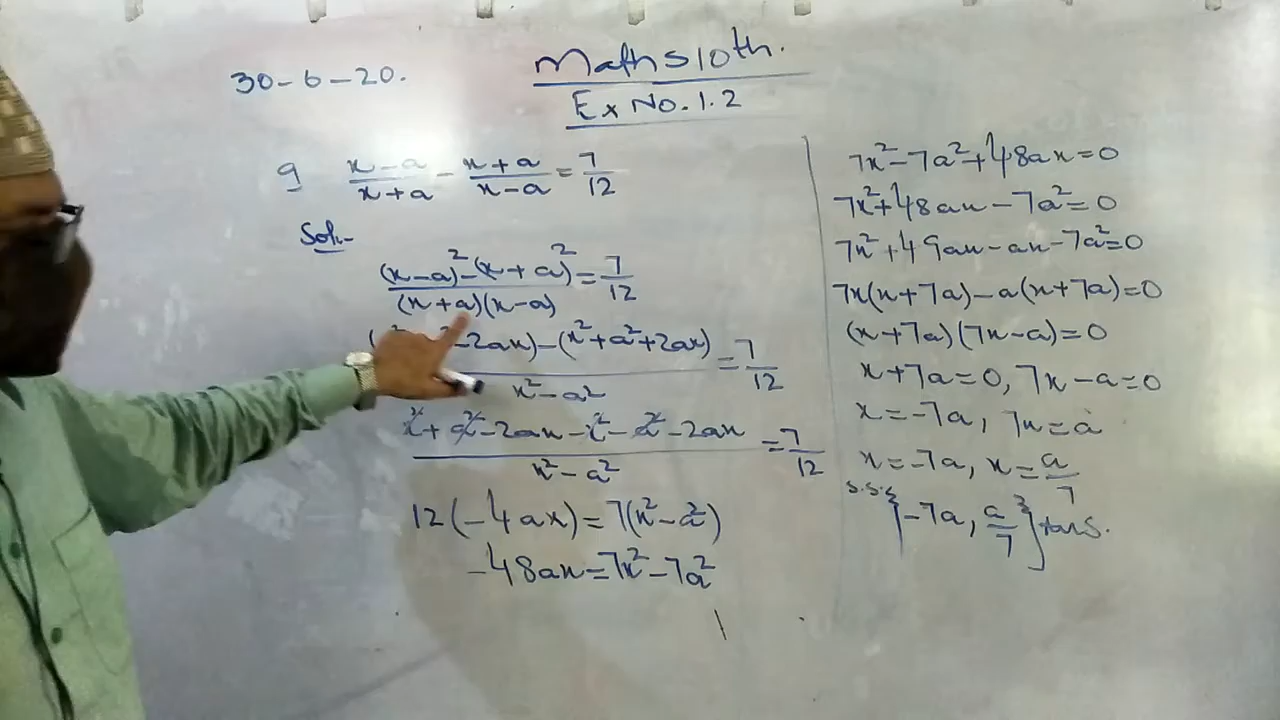 30-6-20.
Maths 10th.
Ex No. 1.2
9 (x-a)/(x+a) - (x+a)/(x-a) = 7/12
Sol:-
((x-a)² - (x+a)²)/((x+a)(x-a)) = 7/12
( ² ² -2ax) - (x²+a²+2ax) / (x²-a²) = 7/12
(x²+a²-2ax-x²-a²-2ax)/(x²-a²) = 7/12
12(-4ax) = 7(x²-a²)
-48ax = 7x²-7a²
7x²-7a²+48ax=0
7x²+48ax-7a²=0
7x²+49ax-ax-7a²=0
7x(x+7a)-a(x+7a)=0
(x+7a)(7x-a)=0
x+7a=0, 7x-a=0
x=-7a, 7x=a
x=-7a, x=a/7
S.S {-7a, a/7}